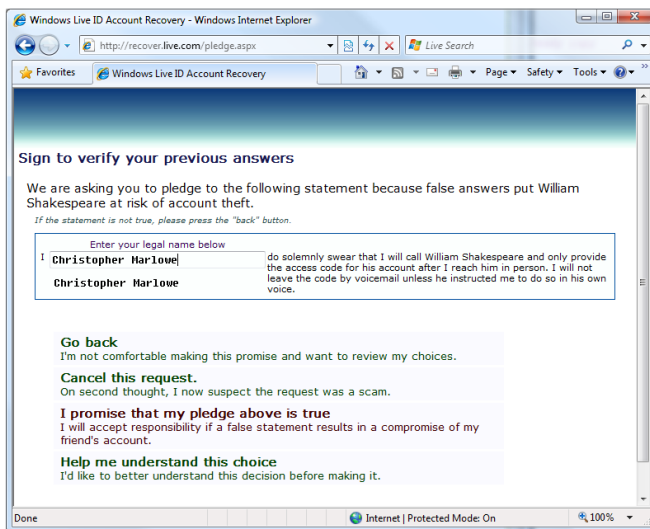 Windows Live ID Account Recovery - Windows Internet Explorer
http://recover.live.com/pledge.aspx
Live Search
Favorites
Windows Live ID Account Recovery
Page
Safety
Tools
Sign to verify your previous answers
We are asking you to pledge to the following statement because false answers put William
Shakespeare at risk of account theft.
If the statement is not true, please press the "back" button.
Enter your legal name below
I Christopher Marlowe
Christopher Marlowe
do solemnly swear that I will call William Shakespeare and only provide
the access code for his account after I reach him in person. I will not
leave the code by voicemail unless he instructed me to do so in his own
voice.
Go back
I'm not comfortable making this promise and want to review my choices.
Cancel this request.
On second thought, I now suspect the request was a scam.
I promise that my pledge above is true
I will accept responsibility if a false statement results in a compromise of my
friend's account.
Help me understand this choice
I'd like to better understand this decision before making it.
Done
Internet | Protected Mode: On
100%